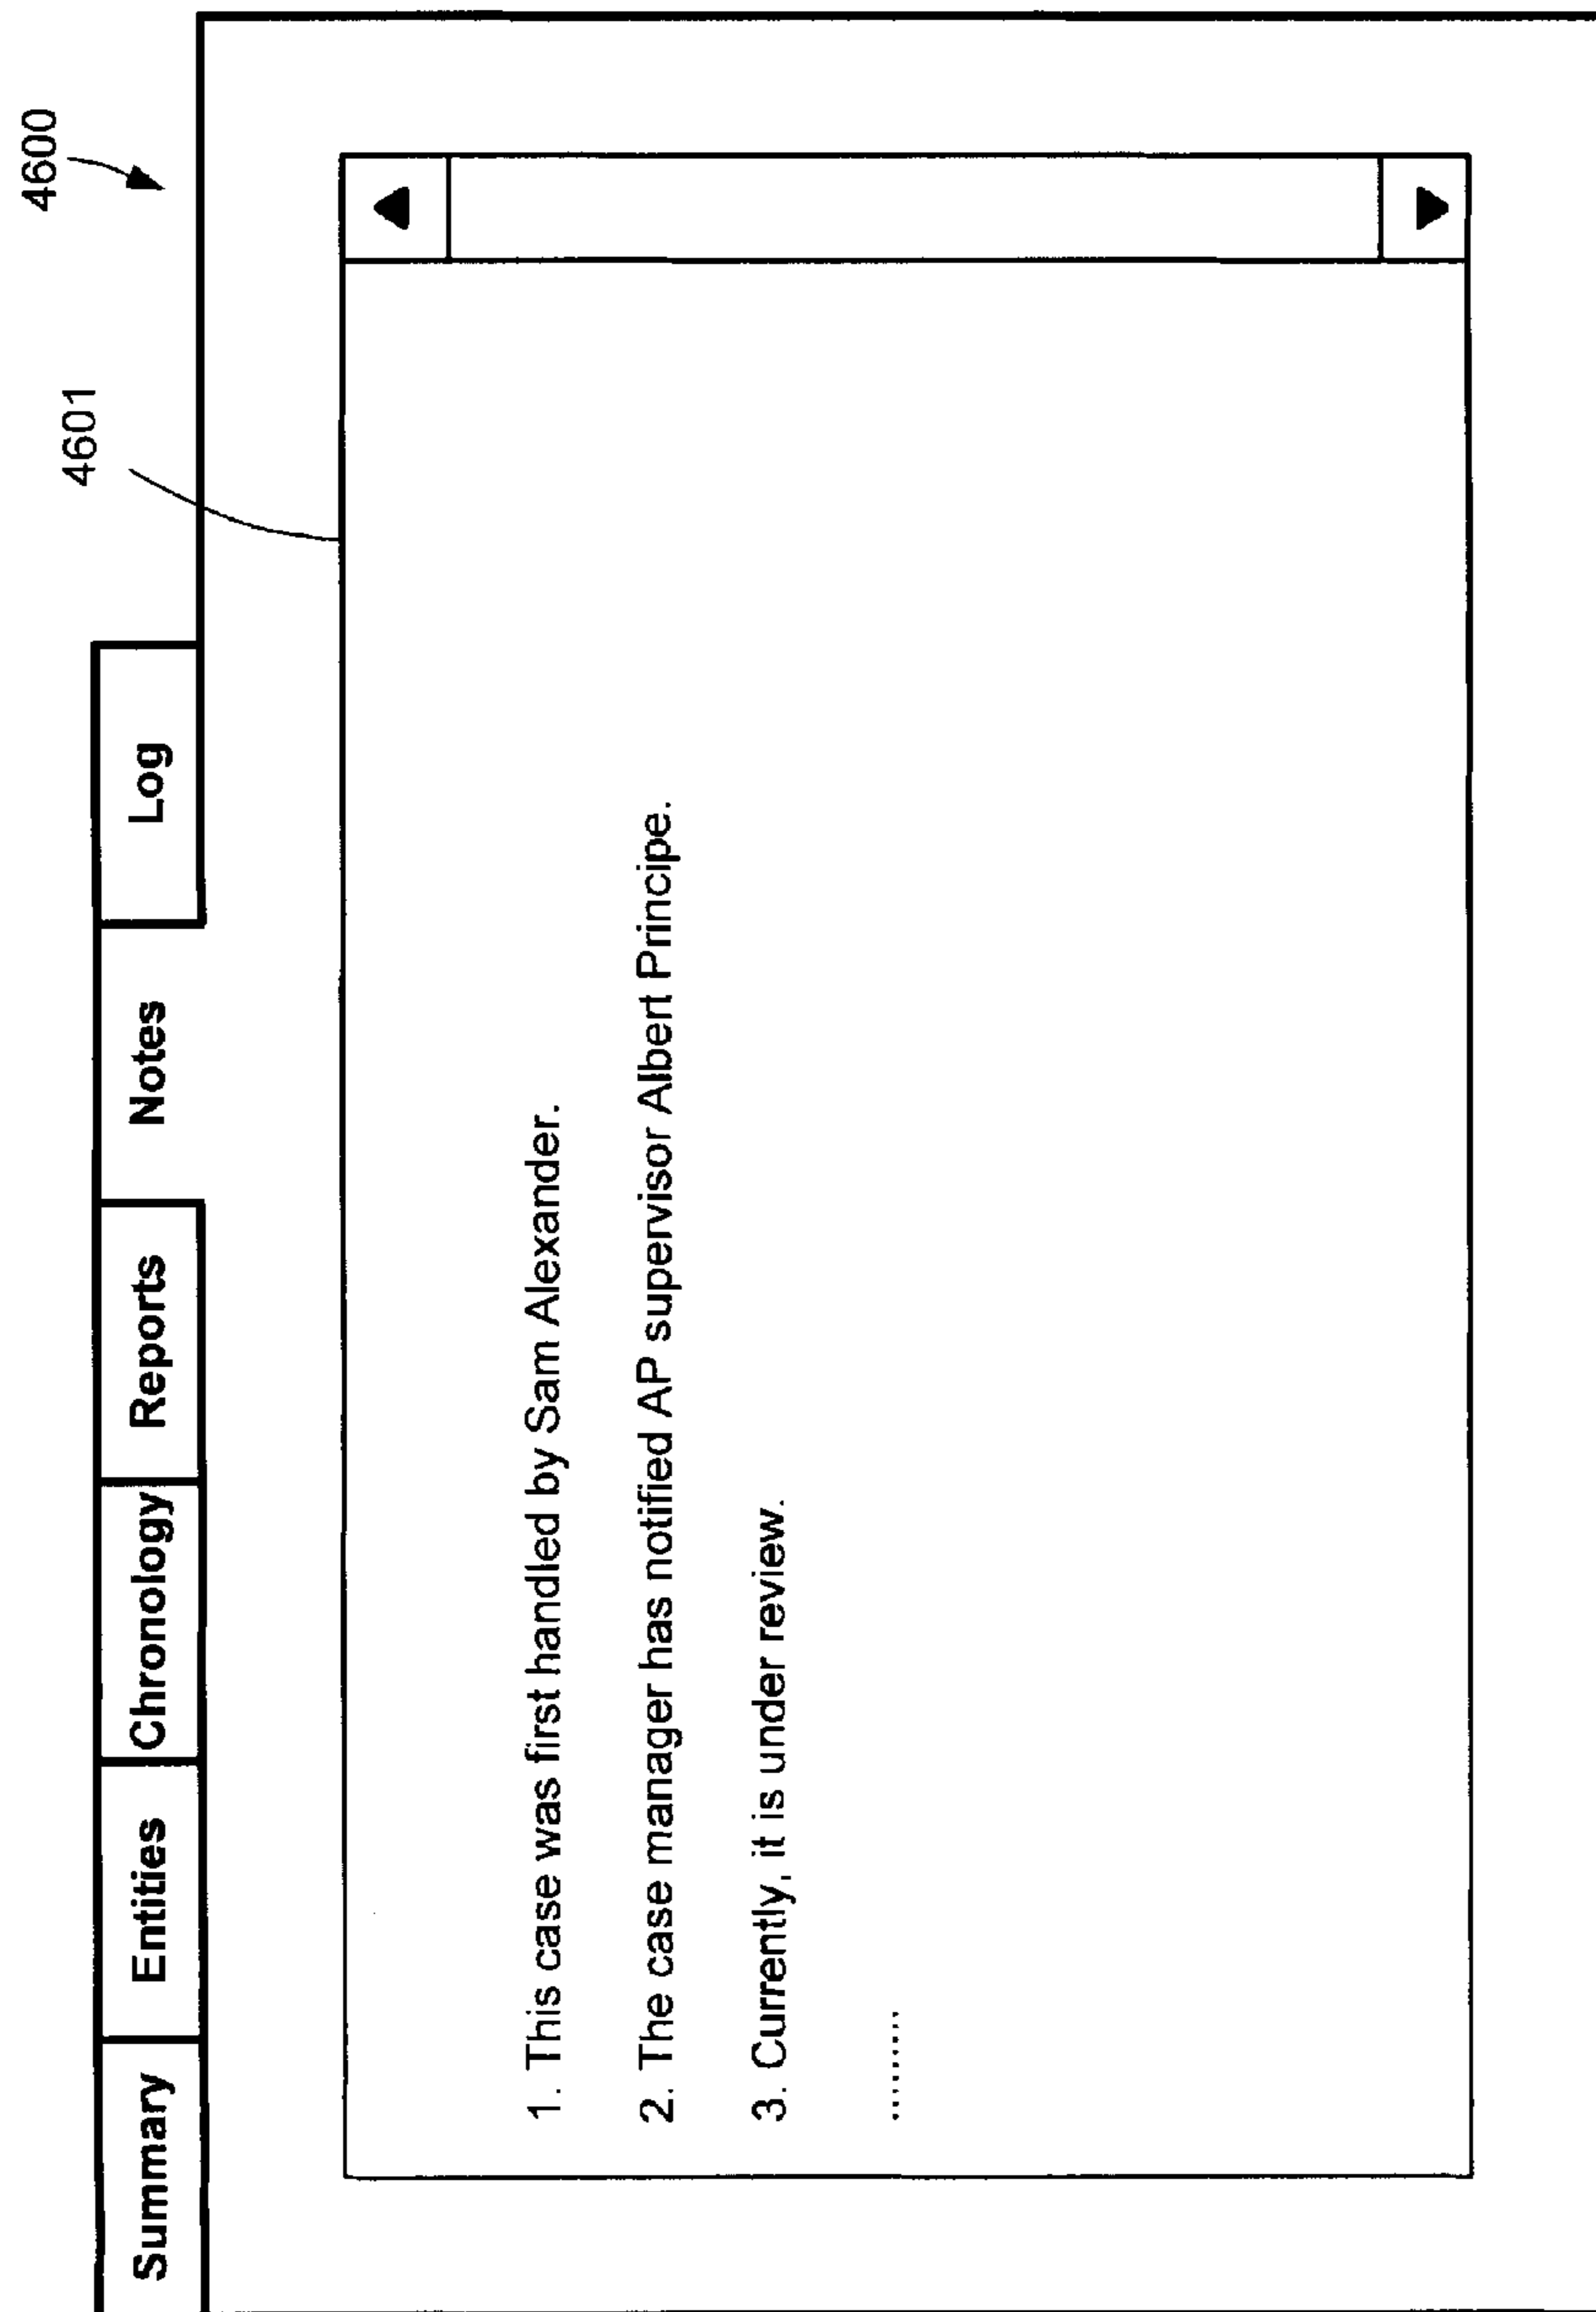 4600
4601
Summary Entities Chronology Reports Notes Log
1. This case was first handled by Sam Alexander.
2. The case manager has notified AP supervisor Albert Principe.
3. Currently, it is under review.
.........